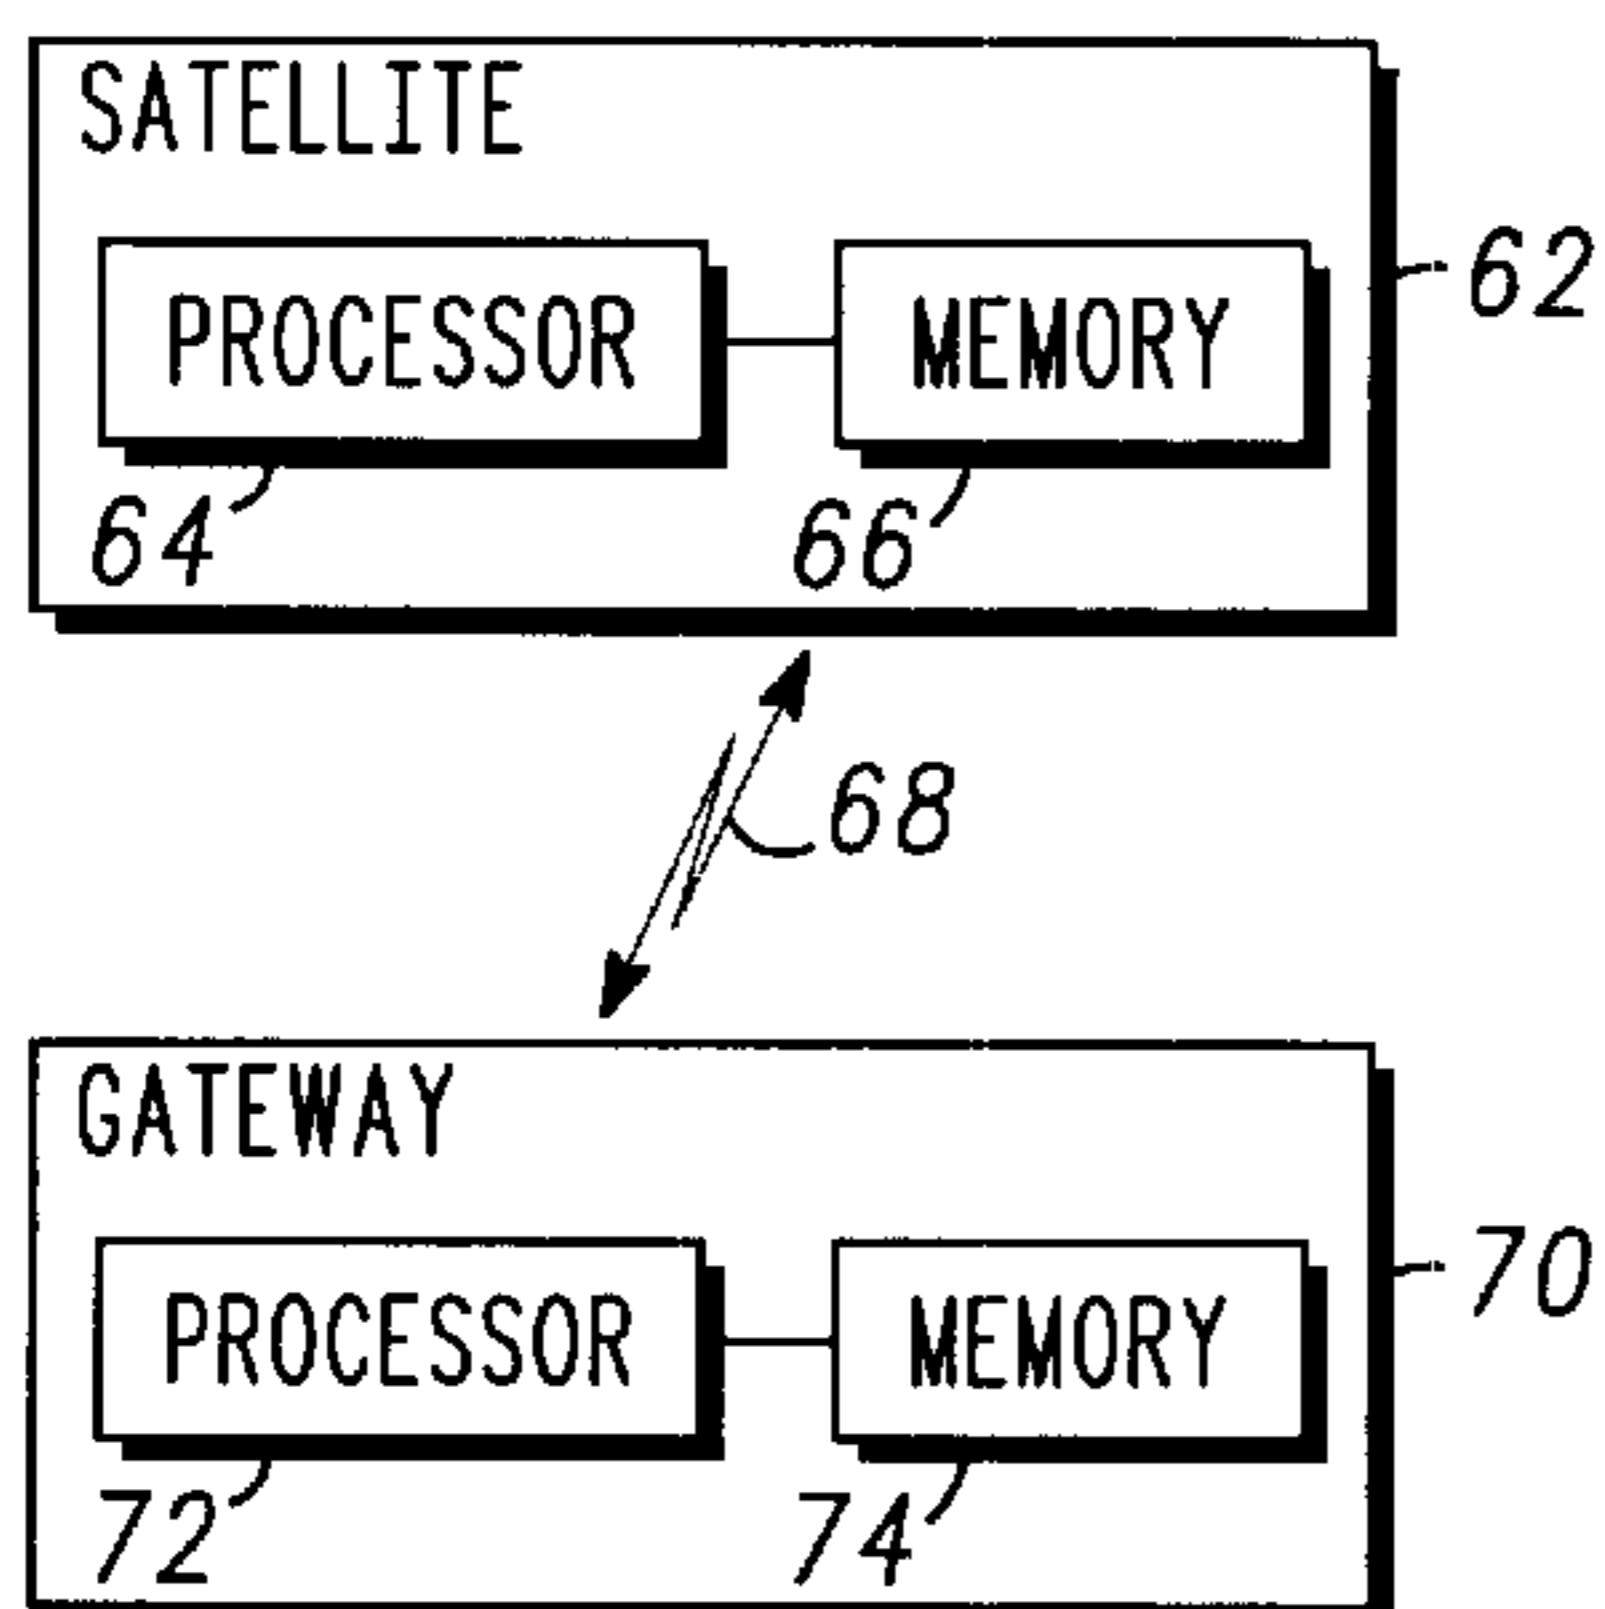 SATELLITE
62
PROCESSOR MEMORY
64 66
68
GATEWAY
70
PROCESSOR MEMORY
72 74